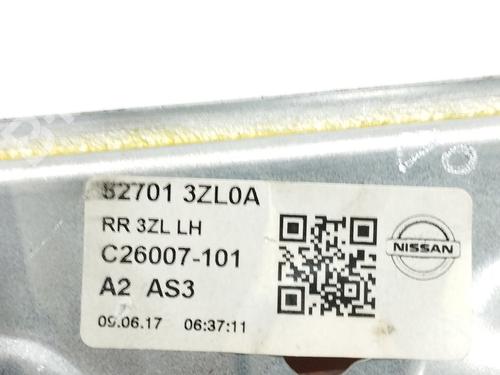 82701 3ZL0A
RR 3ZL LH
C26007-101
A2 AS3
09.06.17 06:37:11
NISSAN